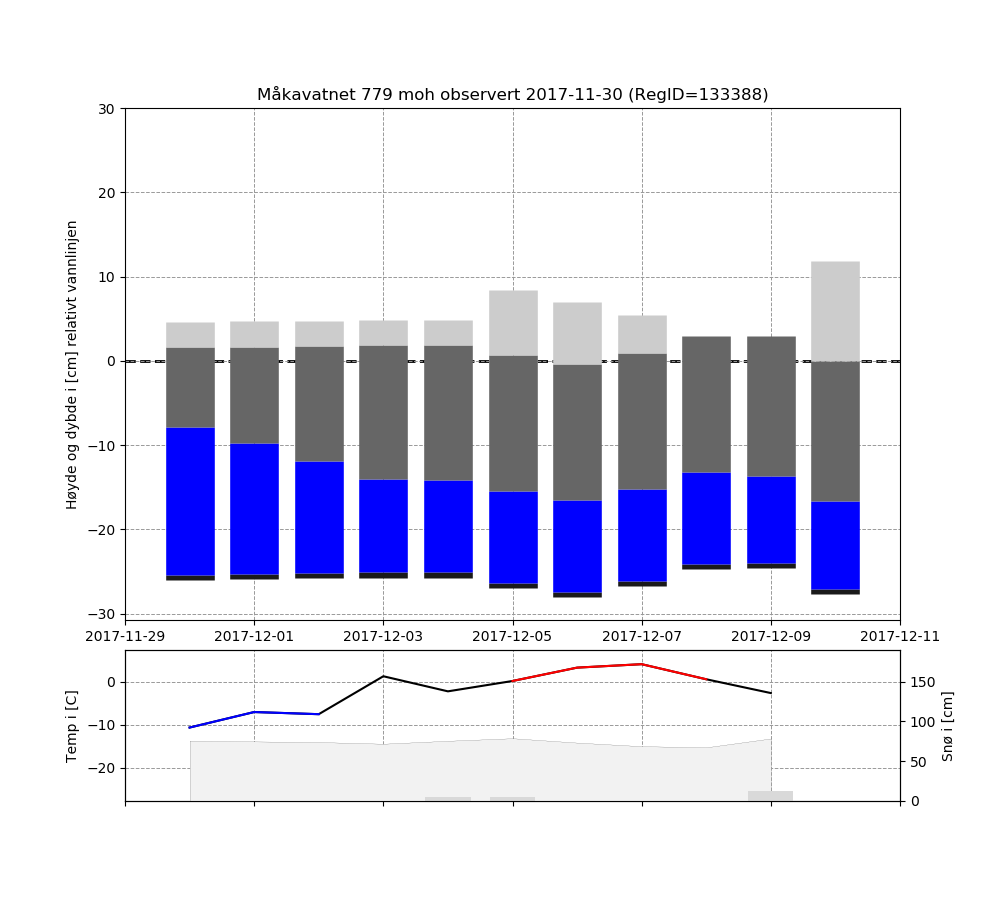 Måkavatnet 779 moh observert 2017-11-30 (RegID=133388)
Høyde og dybde i [cm] relativt vannlinjen
30
20
10
0
−10
−20
−30
2017-11-29 2017-12-01 2017-12-03 2017-12-05 2017-12-07 2017-12-09 2017-12-11
Temp i [C]
0
−10
−20
150
100
50
0
Snø i [cm]